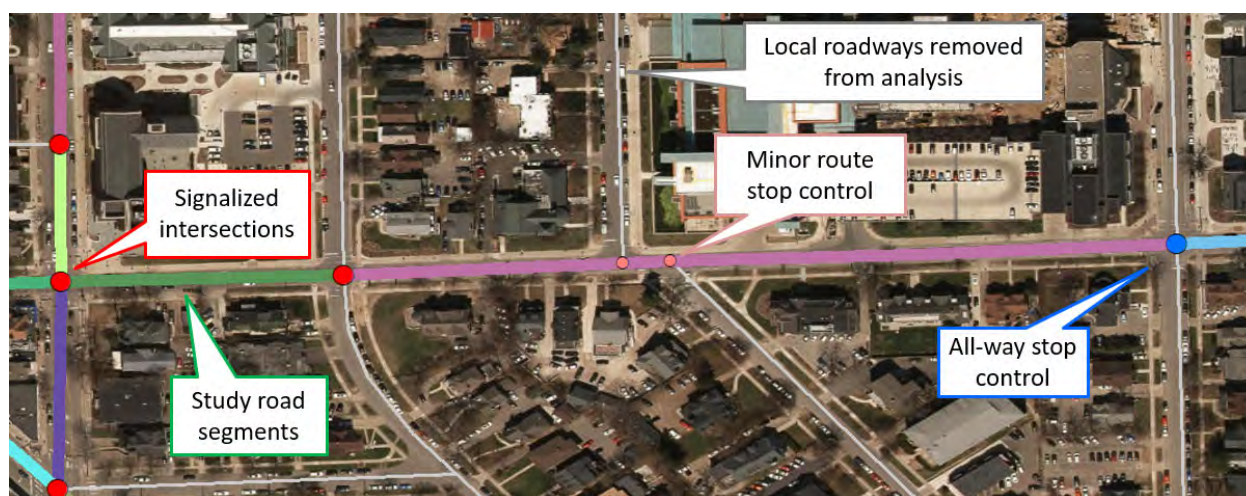 Local roadways removed
from analysis
Minor route
stop control
Signalized
intersections
All-way stop
control
Study road
segments